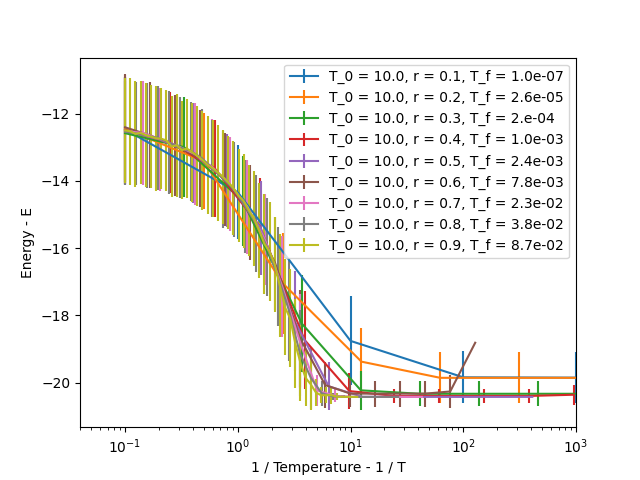 T_0 = 10.0, r = 0.1, T_f = 1.0e-07
T_0 = 10.0, r = 0.2, T_f = 2.6e-05
T_0 = 10.0, r = 0.3, T_f = 2.e-04
T_0 = 10.0, r = 0.4, T_f = 1.0e-03
T_0 = 10.0, r = 0.5, T_f = 2.4e-03
T_0 = 10.0, r = 0.6, T_f = 7.8e-03
T_0 = 10.0, r = 0.7, T_f = 2.3e-02
T_0 = 10.0, r = 0.8, T_f = 3.8e-02
T_0 = 10.0, r = 0.9, T_f = 8.7e-02
Energy - E
−12
−14
−16
−18
−20
10⁻¹ 10⁰ 10¹ 10² 10³
1 / Temperature - 1 / T